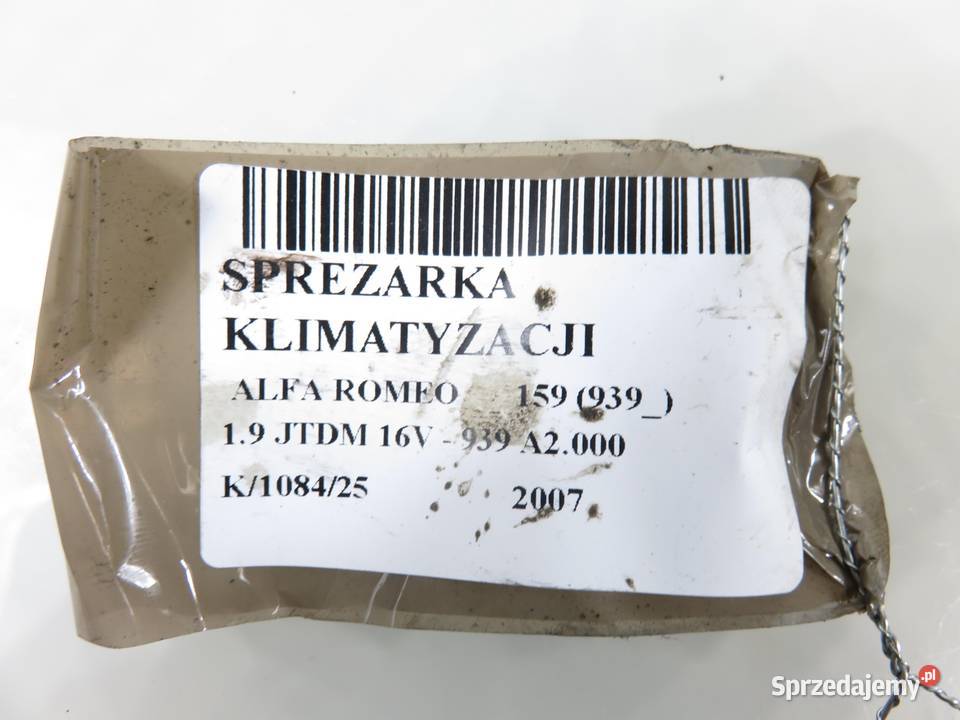 SPREZARKA
KLIMATYZACJI
ALFA ROMEO 159 (939_)
1.9 JTDM 16V - 939 A2.000
K/1084/25 2007
Sprzedajemy.pl